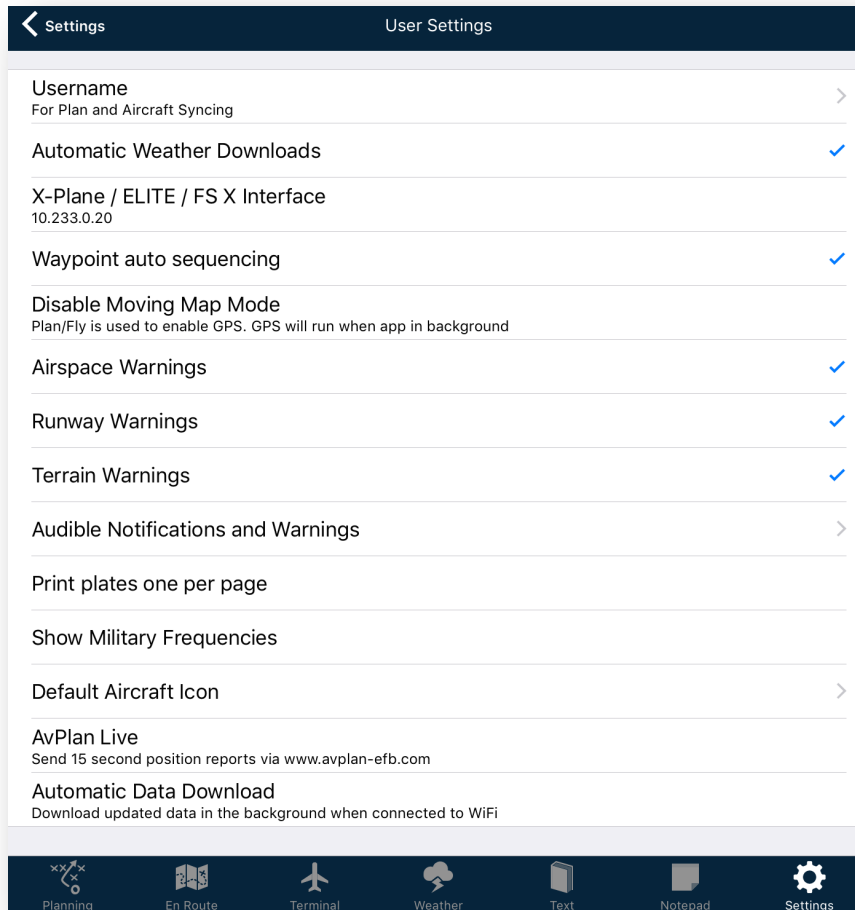 Settings
User Settings
Username
For Plan and Aircraft Syncing
Automatic Weather Downloads
X-Plane / ELITE / FS X Interface
10.233.0.20
Waypoint auto sequencing
Disable Moving Map Mode
Plan/Fly is used to enable GPS. GPS will run when app in background
Airspace Warnings
Runway Warnings
Terrain Warnings
Audible Notifications and Warnings
Print plates one per page
Show Military Frequencies
Default Aircraft Icon
AvPlan Live
Send 15 second position reports via www.avplan-efb.com
Automatic Data Download
Download updated data in the background when connected to WiFi
Planning
En Route
Terminal
Weather
Text
Notepad
Settings